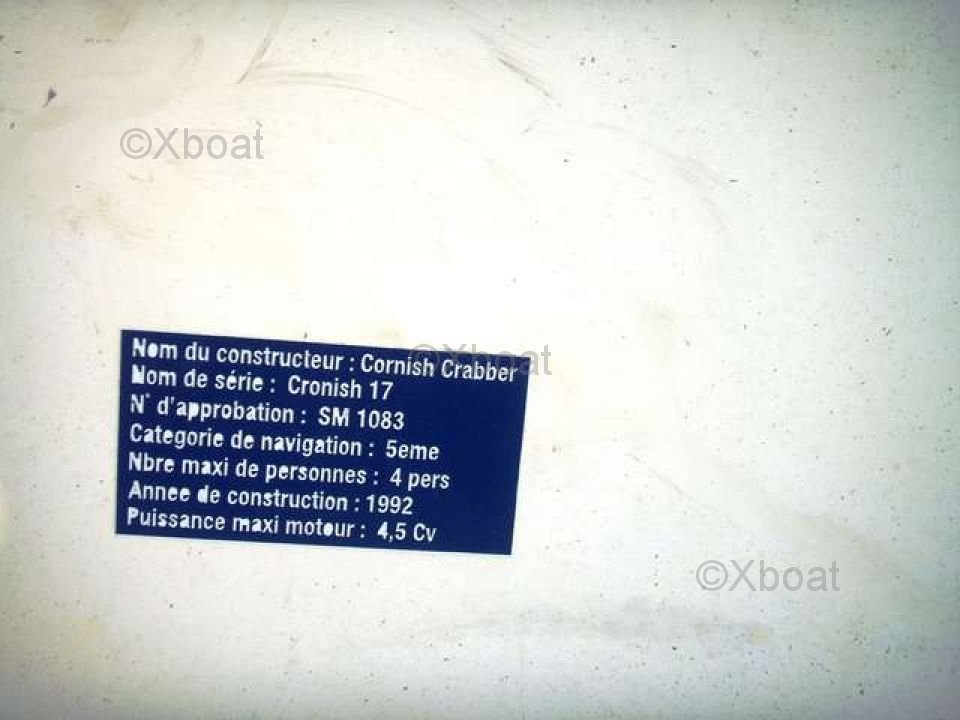 ©Xboat
Nom du constructeur : Cornish Crabber
©Xboat
Nom de série : Cronish 17
N° d'approbation : SM 1083
Categorie de navigation : 5eme
Nbre maxi de personnes : 4 pers
Annee de construction : 1992
Puissance maxi moteur : 4,5 Cv
©Xboat